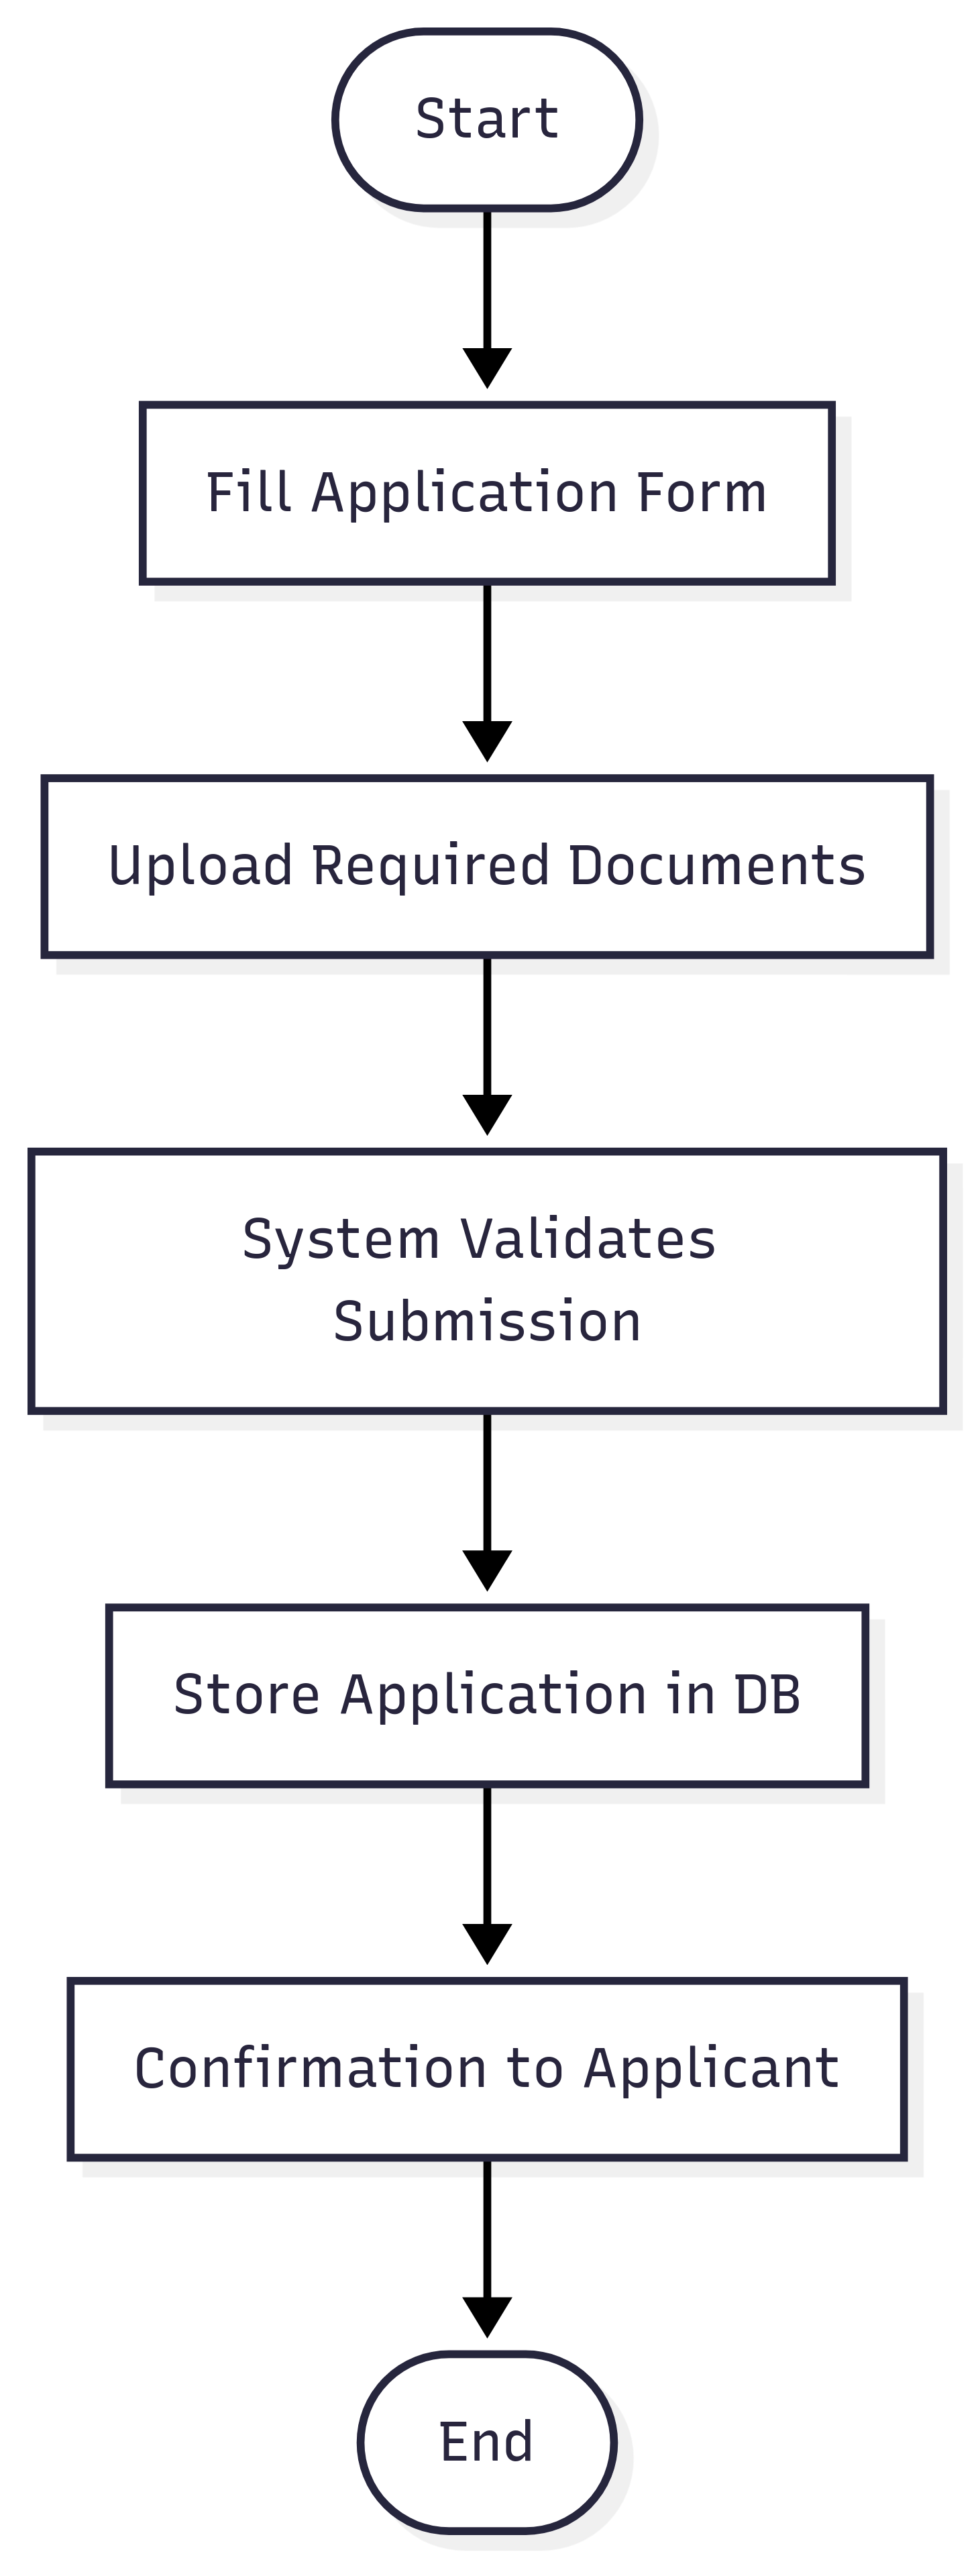 Start
Fill Application Form
Upload Required Documents
System Validates
Submission
Store Application in DB
Confirmation to Applicant
End